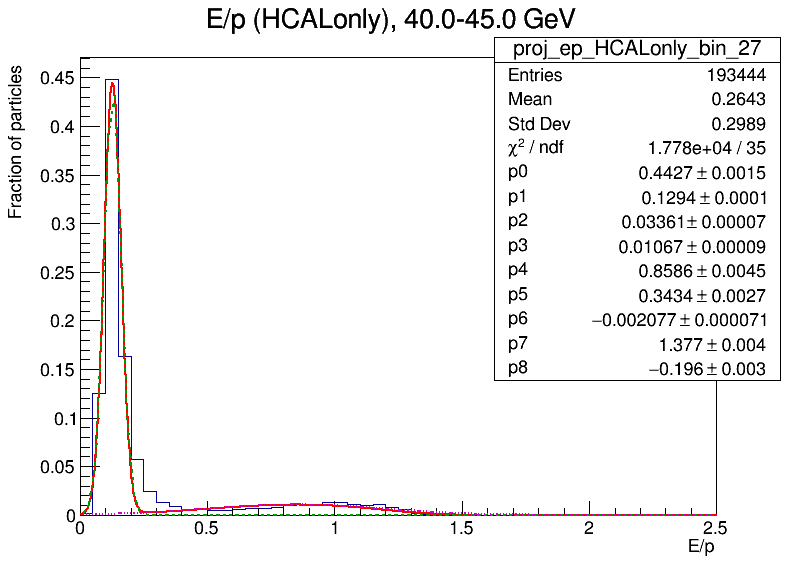 E/p (HCALonly), 40.0-45.0 GeV
proj_ep_HCALonly_bin_27
Entries 193444
Mean 0.2643
Std Dev 0.2989
χ² / ndf 1.778e+04 / 35
p0 0.4427 ± 0.0015
p1 0.1294 ± 0.0001
p2 0.03361 ± 0.00007
p3 0.01067 ± 0.00009
p4 0.8586 ± 0.0045
p5 0.3434 ± 0.0027
p6 −0.002077 ± 0.000071
p7 1.377 ± 0.004
p8 −0.196 ± 0.003
Fraction of particles
0.45
0.4
0.35
0.3
0.25
0.2
0.15
0.1
0.05
0
0 0.5 1 1.5 2 2.5
E/p